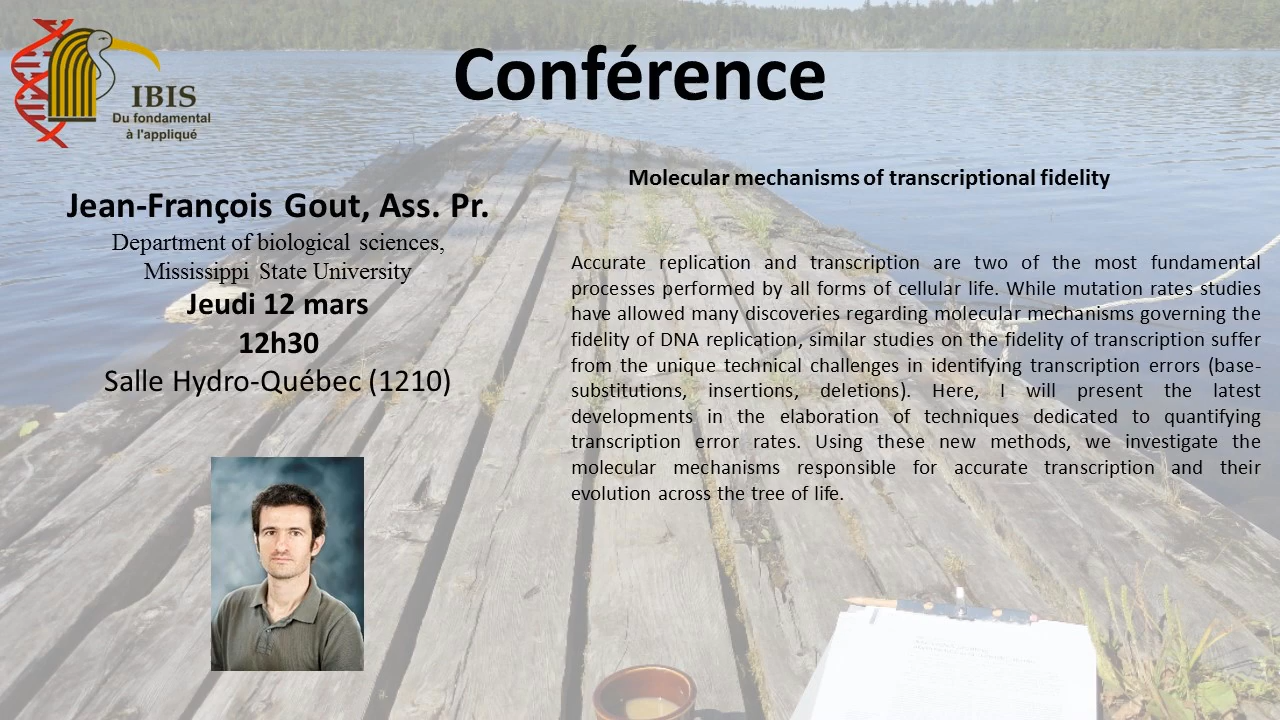 IBIS
Du fondamental
à l'appliqué
Conférence
Jean-François Gout, Ass. Pr.
Department of biological sciences,
Mississippi State University
Jeudi 12 mars
12h30
Salle Hydro-Québec (1210)
Molecular mechanisms of transcriptional fidelity
Accurate replication and transcription are two of the most fundamental
processes performed by all forms of cellular life. While mutation rates studies
have allowed many discoveries regarding molecular mechanisms governing the
fidelity of DNA replication, similar studies on the fidelity of transcription suffer
from the unique technical challenges in identifying transcription errors (base-
substitutions, insertions, deletions). Here, I will present the latest
developments in the elaboration of techniques dedicated to quantifying
transcription error rates. Using these new methods, we investigate the
molecular mechanisms responsible for accurate transcription and their
evolution across the tree of life.